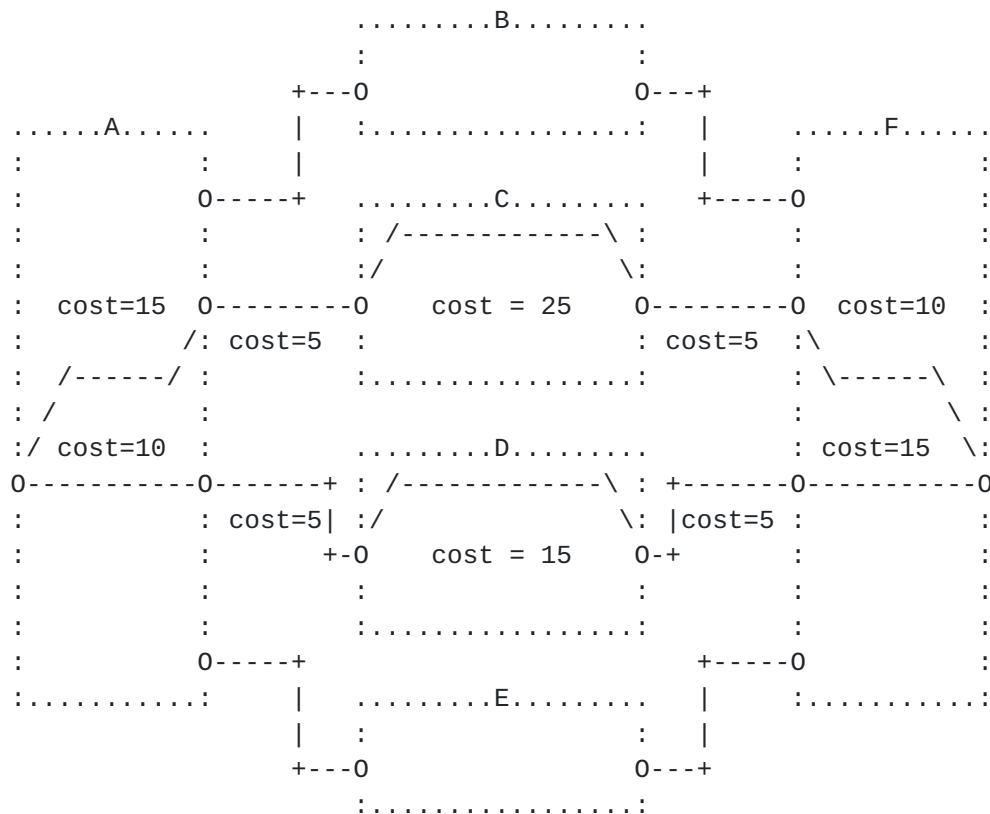 .........B.........
:                 :
+---O                 O---+
......A......     |   :.................:   |     ......F......
:           :     |                         |     :           :
:           O-----+   .........C.........   +-----O           :
:           :         : /-------------\ :         :           :
:           :         :/               \:         :           :
:  cost=15  O---------O    cost = 25    O---------O  cost=10  :
:          /: cost=5  :                 : cost=5  :\          :
:  /------/ :         :.................:         : \------\  :
: /         :                                     :         \ :
:/ cost=10  :         .........D.........         : cost=15  \:
O-----------O-------+ : /-------------\ : +-------O-----------O
:           : cost=5| :/               \: |cost=5 :           :
:           :       +-O    cost = 15    O-+       :           :
:           :         :                 :         :           :
:           :         :.................:         :           :
:           O-----+                         +-----O           :
:...........:     |   .........E.........   |     :...........:
|   :                 :   |
+---O                 O---+
:.................: